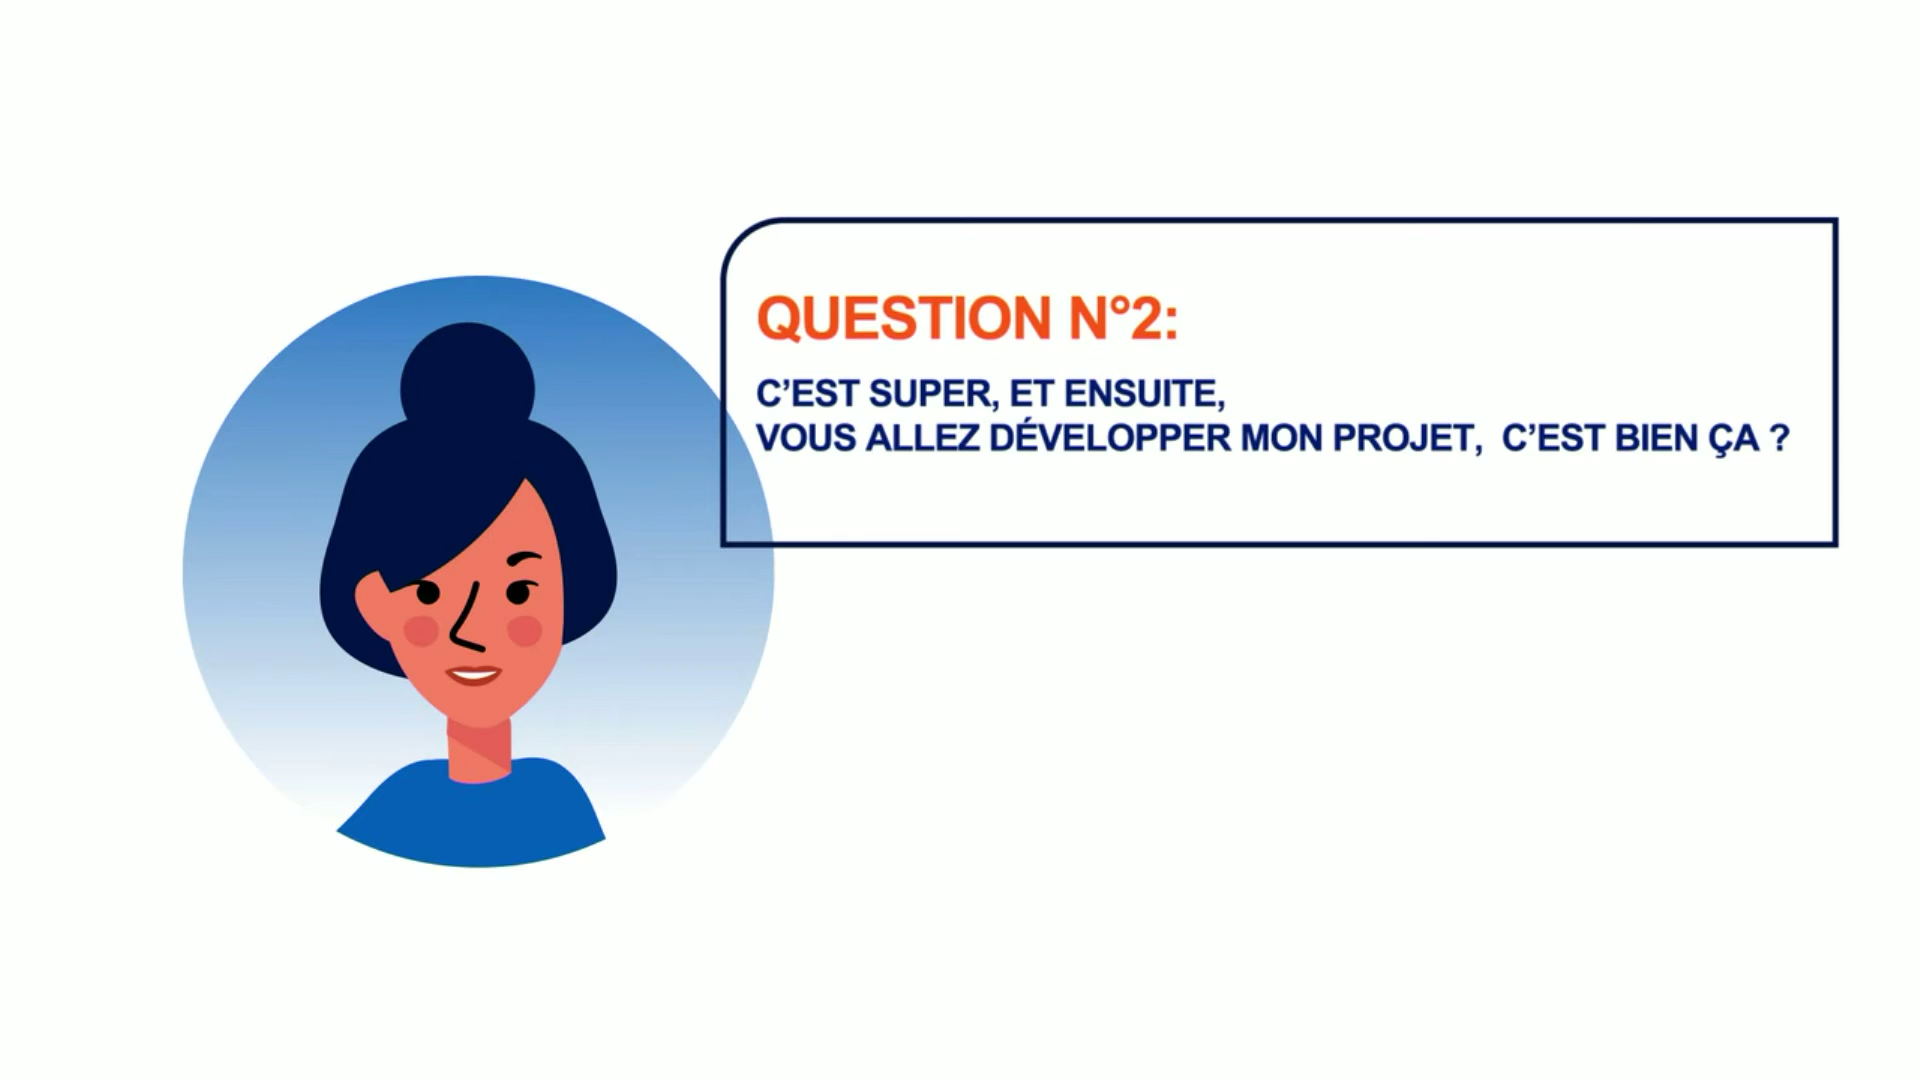 QUESTION N°2:
C’EST SUPER, ET ENSUITE,
VOUS ALLEZ DÉVELOPPER MON PROJET, C’EST BIEN ÇA ?